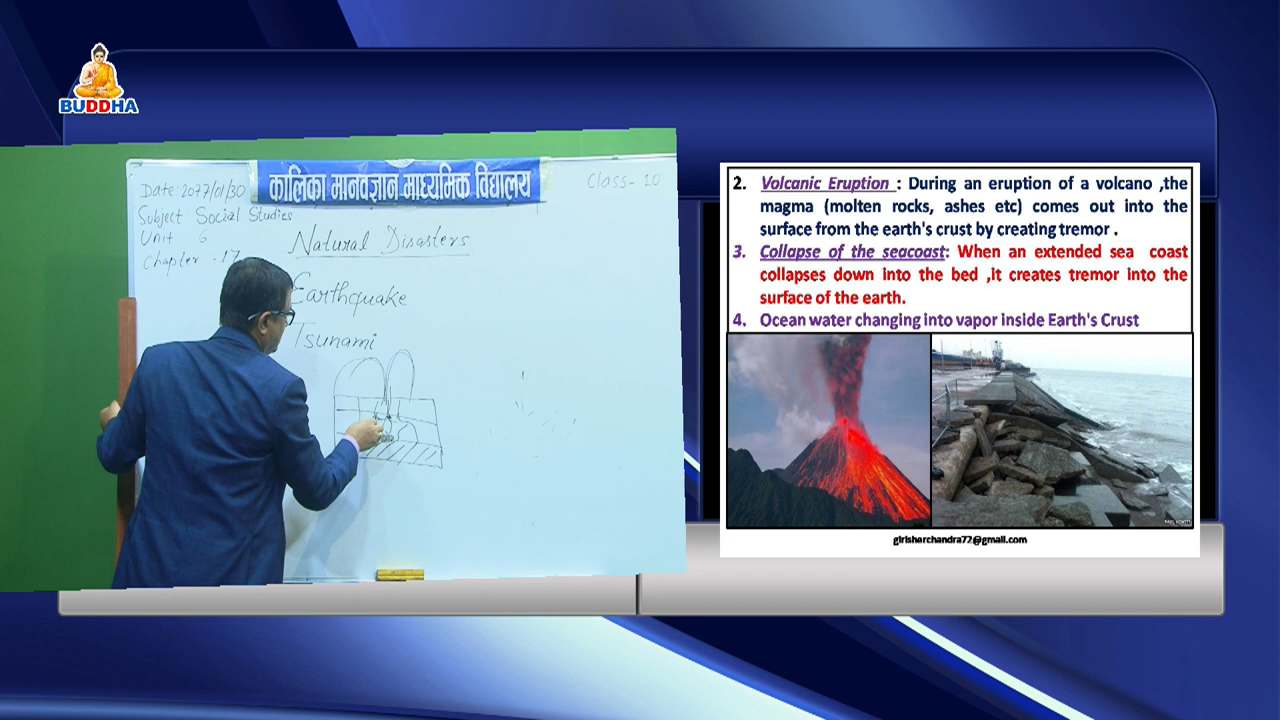 BUDDHA
कालिका मानवज्ञान माध्यमिक विद्यालय
Date: 2077/01/30
Class- 10
Subject Social Studies
Unit 6
Chapter - 17
Natural Disasters
Earthquake
Tsunami
2. Volcanic Eruption : During an eruption of a volcano ,the
magma (molten rocks, ashes etc) comes out into the
surface from the earth's crust by creating tremor .
3. Collapse of the seacoast: When an extended sea coast
collapses down into the bed ,it creates tremor into the
surface of the earth.
4. Ocean water changing into vapor inside Earth's Crust
girisharchandra72@gmail.com